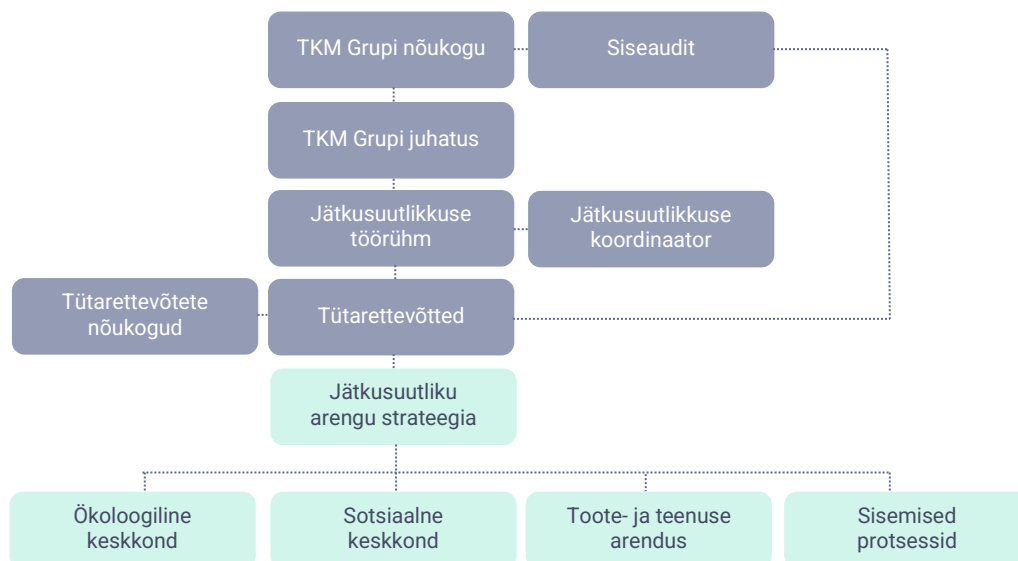 TKM Grupi nõukogu
Siseaudit
TKM Grupi juhatus
Jätkusuutlikkuse
töörühm
Jätkusuutlikkuse
koordinaator
Tütarettevõtete
nõukogud
Tütarettevõtted
Jätkusuutliku
arengu strateegia
Ökoloogiline
keskkond
Sotsiaalne
keskkond
Toote- ja teenuse
arendus
Sisemised
protsessid